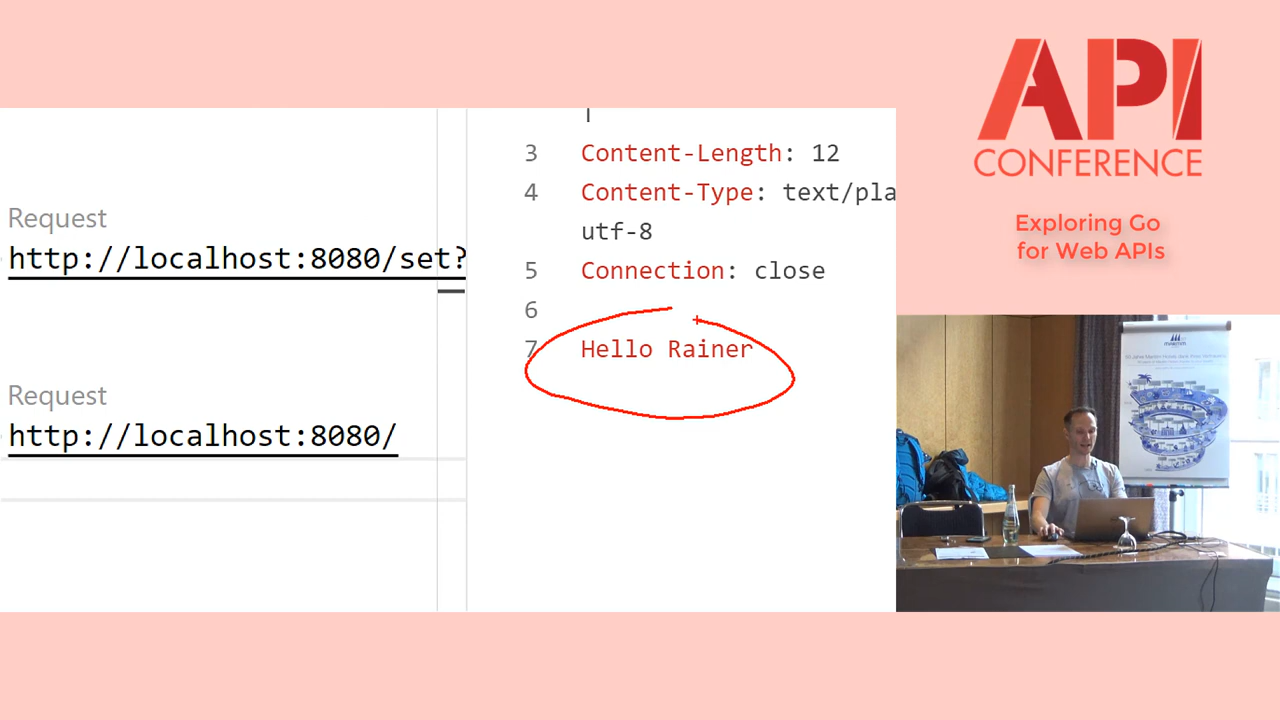 API
CONFERENCE
Exploring Go
for Web APIs
Request
http://localhost:8080/set?
Request
http://localhost:8080/
3 Content-Length: 12
4 Content-Type: text/pla
utf-8
5 Connection: close
6
7 Hello Rainer